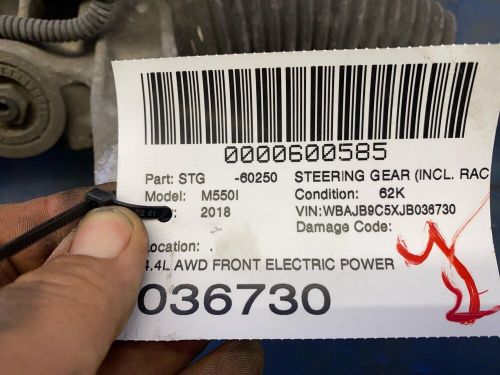 0000600585
Part: STG -60250 STEERING GEAR (INCL. RAC
Model: M550I Condition: 62K
: 2018 VIN:WBAJB9C5XJB036730
Damage Code:
Location: .
4.4L AWD FRONT ELECTRIC POWER
036730